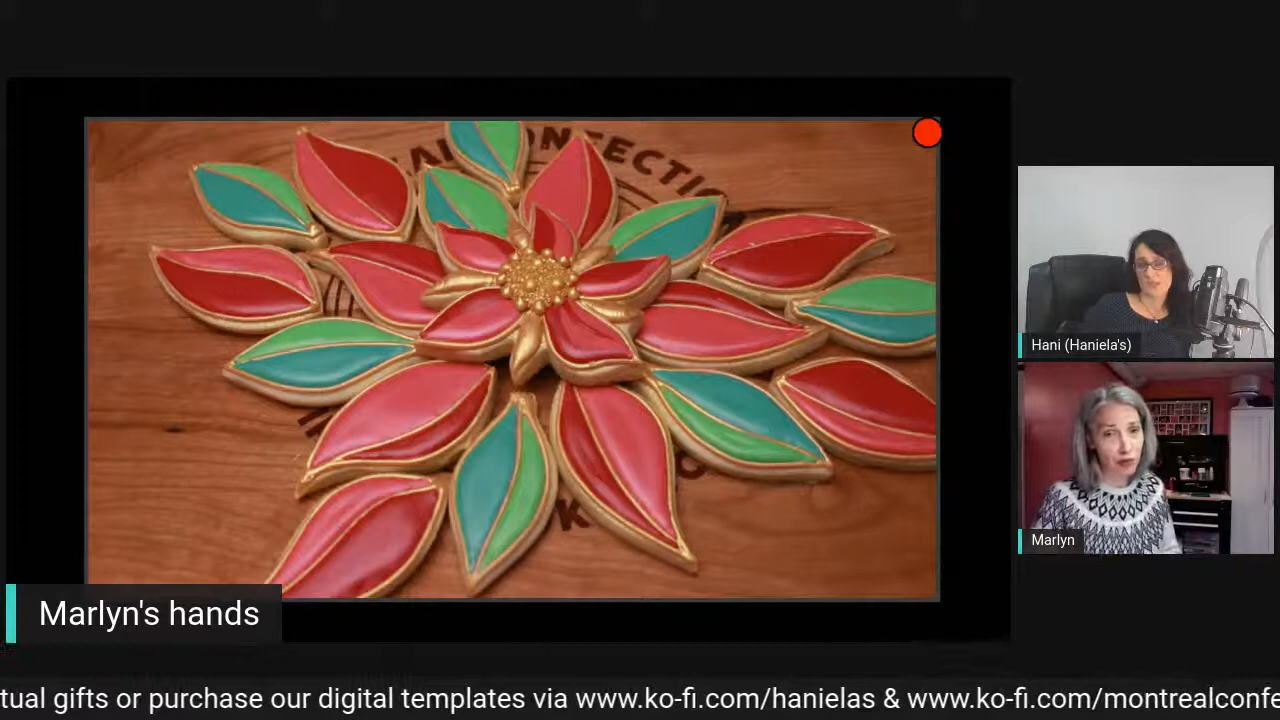 Hani (Haniela's)
Marlyn
Marlyn's hands
tual gifts or purchase our digital templates via www.ko-fi.com/hanielas & www.ko-fi.com/montrealconfe